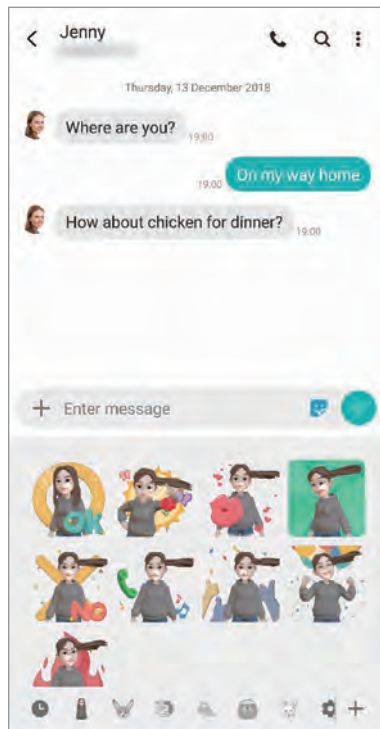 Jenny
Thursday, 13 December 2018
Where are you?
19:00
19:00 On my way home
How about chicken for dinner?
19:00
Enter message
OK
NO